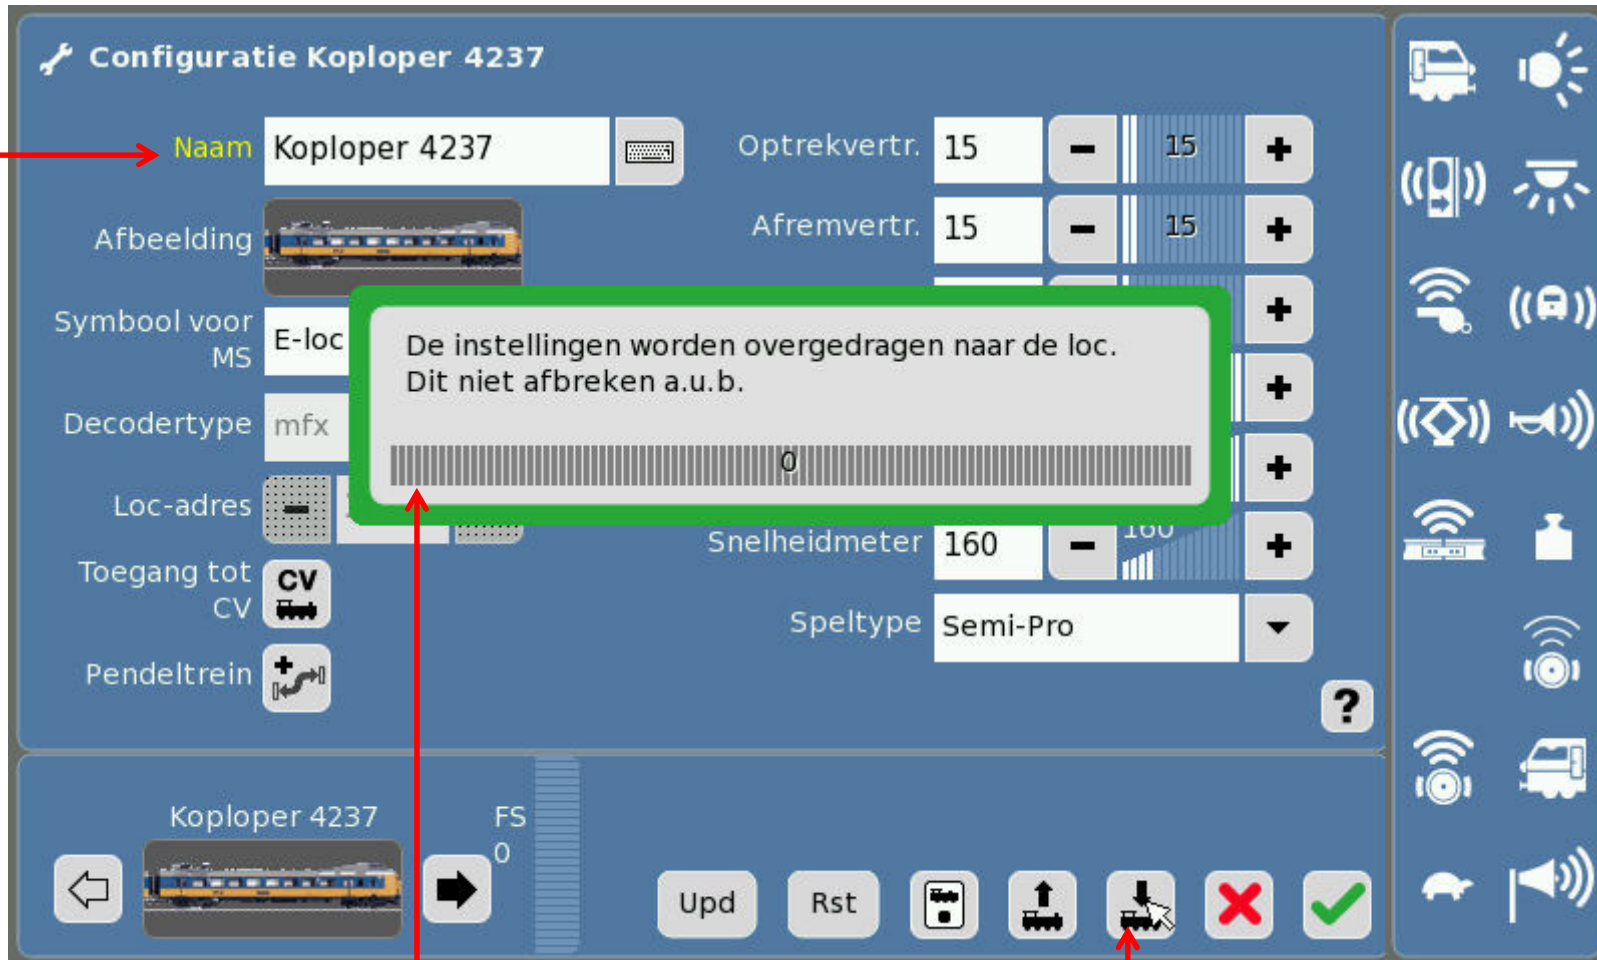 Configuratie Koploper 4237
Naam
Koploper 4237
Afbeelding
Symbool voor
MS
E-loc
Decodertype
mfx
Loc-adres
Toegang tot
CV
CV
Pendeltrein
Optrekvertr.
15
15
Afremvertr.
15
15
De instellingen worden overgedragen naar de loc.
Dit niet afbreken a.u.b.
0
Snelheidmeter
160
160
Speltype
Semi-Pro
?
Koploper 4237
FS
0
Upd
Rst